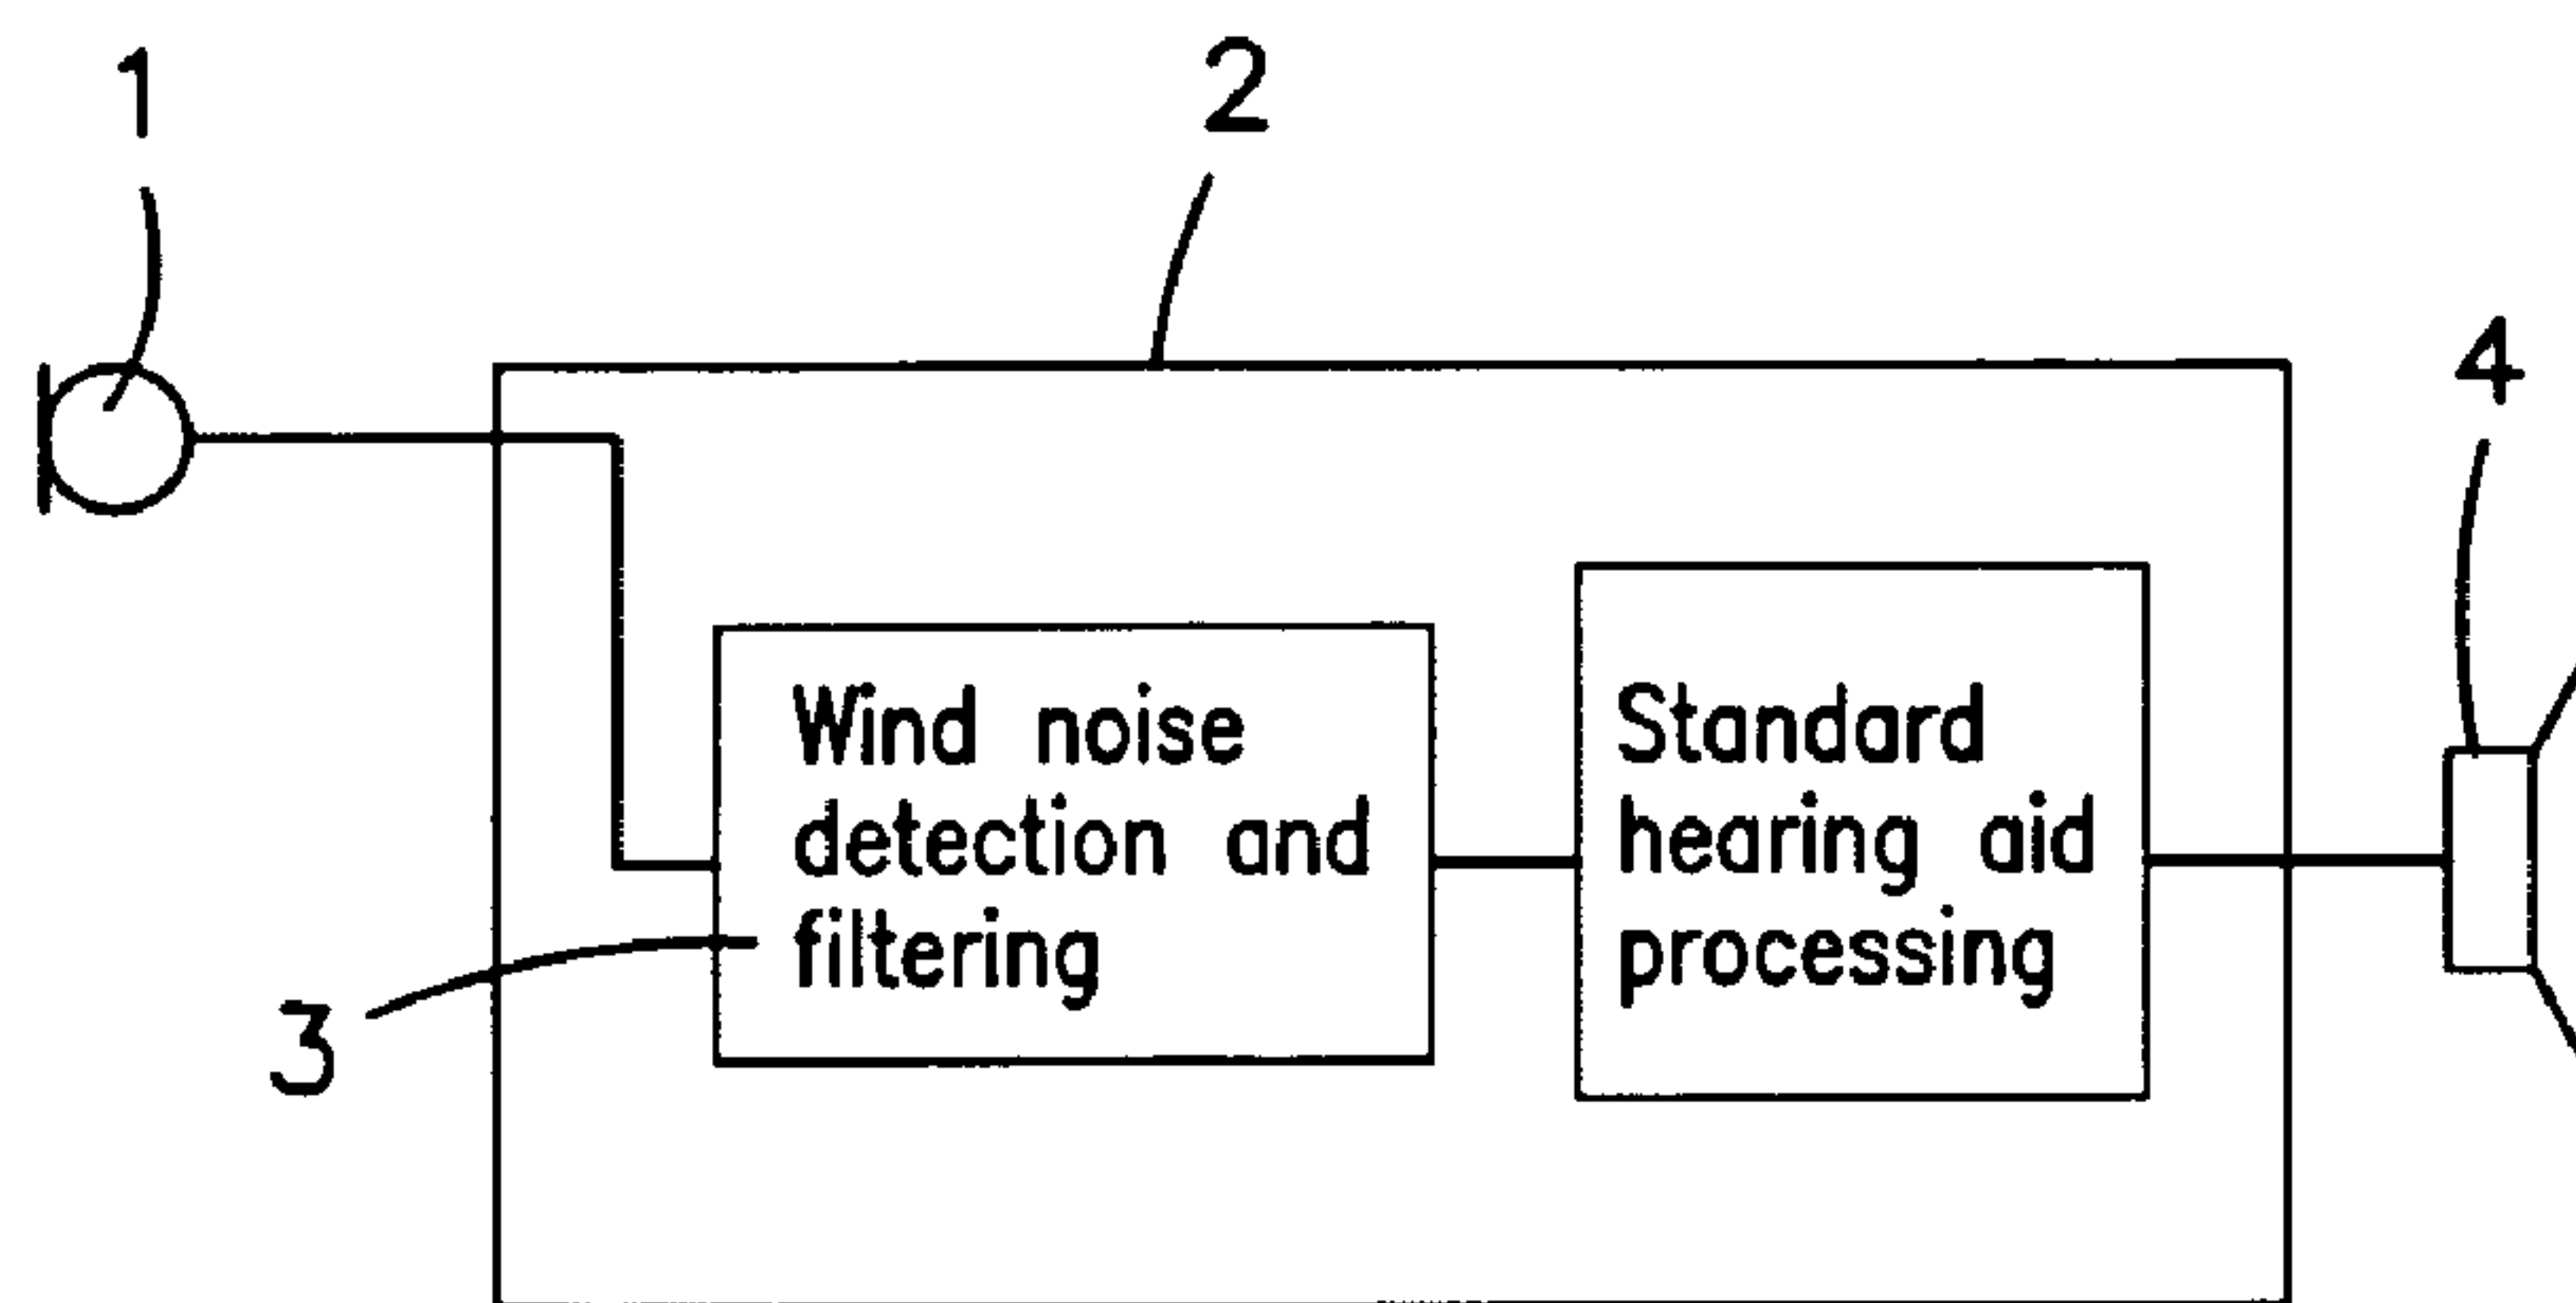 1
2
4
Wind noise
detection and
filtering
Standard
hearing aid
processing
3